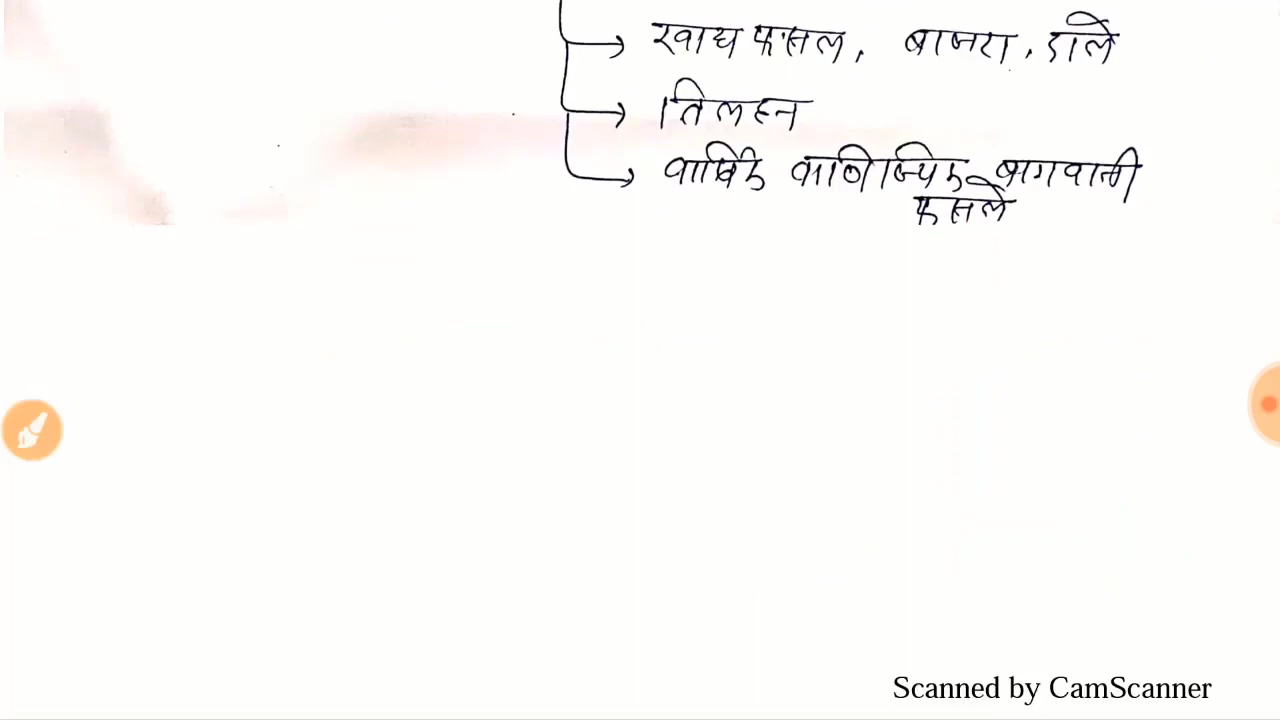 खाद्य फसल, बाजरा, दाले
तिलहन
वार्षिक वाणिज्यिक बागवानी
फसले
Scanned by CamScanner